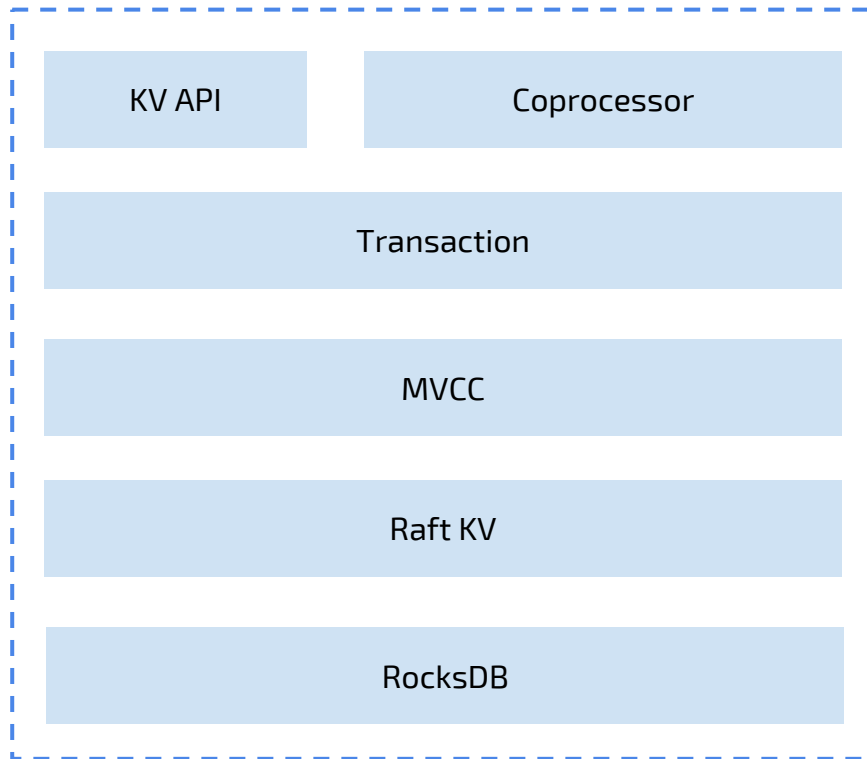 KV API
Coprocessor
Transaction
MVCC
Raft KV
RocksDB